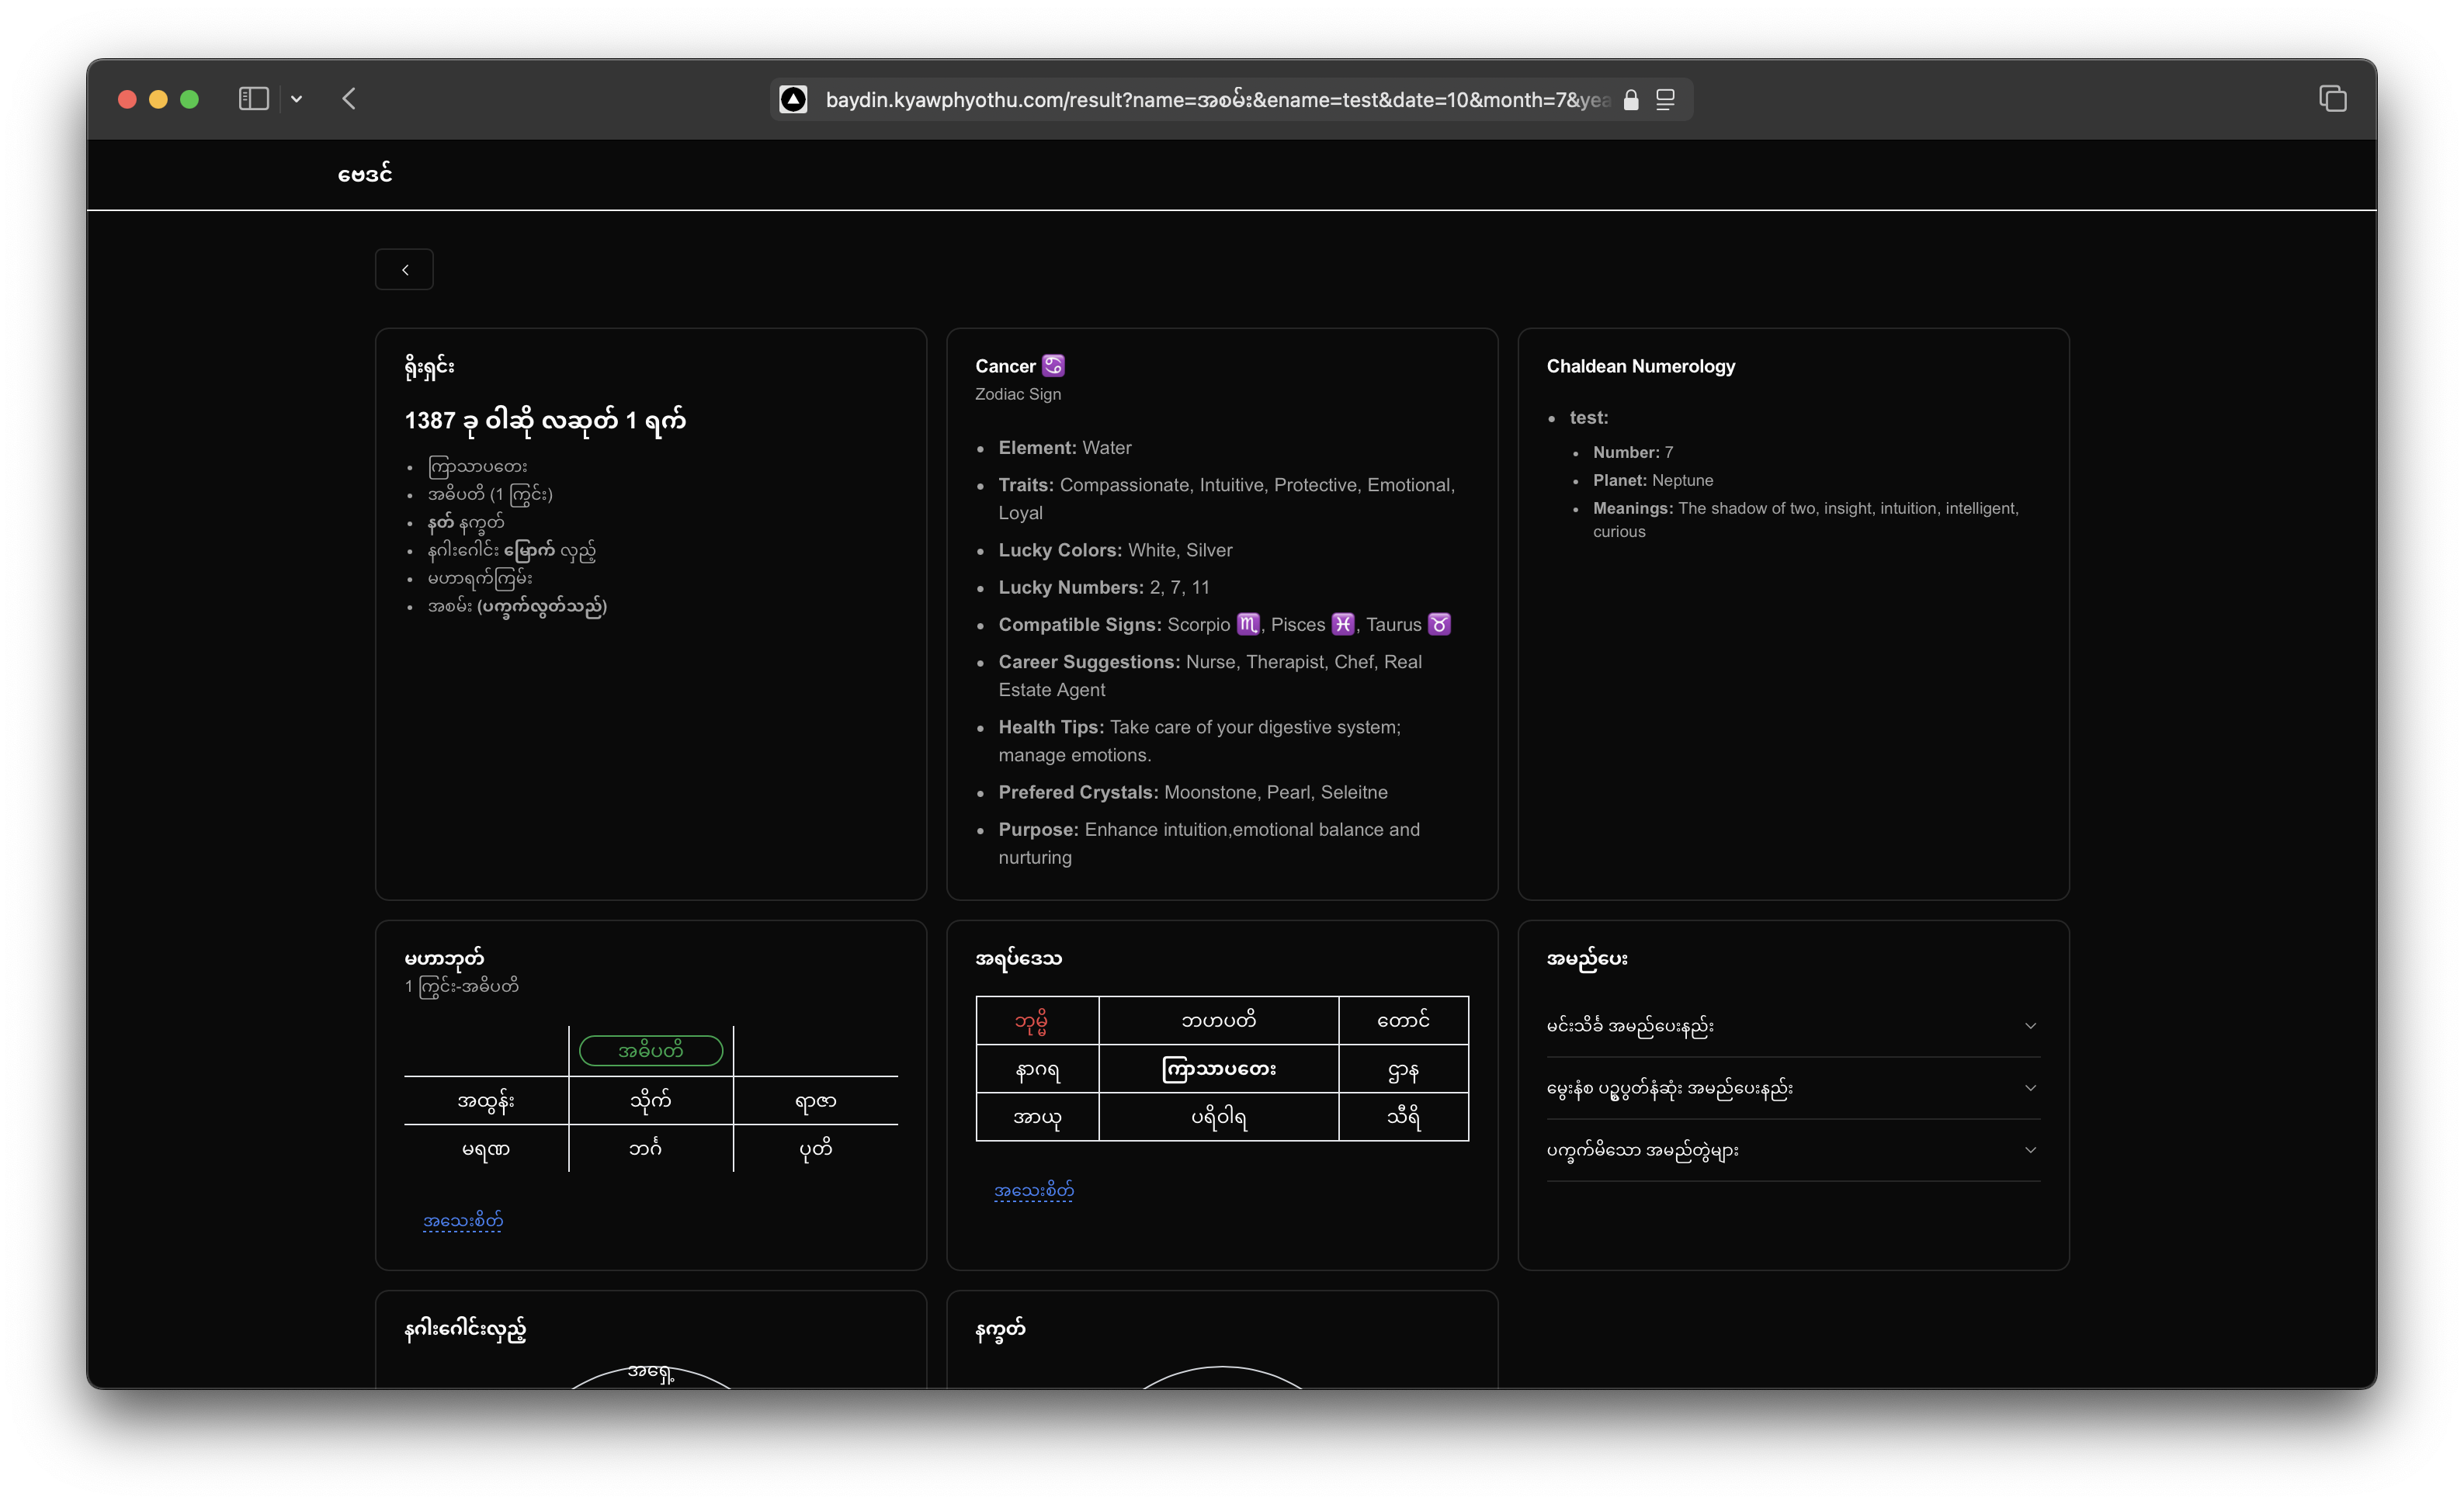 baydin.kyawphyothu.com/result?name=အစမ်း&ename=test&date=10&month=7&yea
ဗေဒင်
ရိုးရှင်း
1387 ခု ဝါဆို လဆုတ် 1 ရက်
ကြာသာပတေး
အဓိပတိ (1 ကြွင်း)
နတ် နက္ခတ်
နဂါးခေါင်း မြောက် လှည့်
မဟာရက်ကြမ်း
အစမ်း (ပက္ခက်လွတ်သည်)
Cancer ♋
Zodiac Sign
Element: Water
Traits: Compassionate, Intuitive, Protective, Emotional,
Loyal
Lucky Colors: White, Silver
Lucky Numbers: 2, 7, 11
Compatible Signs: Scorpio ♏, Pisces ♓, Taurus ♉
Career Suggestions: Nurse, Therapist, Chef, Real
Estate Agent
Health Tips: Take care of your digestive system;
manage emotions.
Prefered Crystals: Moonstone, Pearl, Seleitne
Purpose: Enhance intuition,emotional balance and
nurturing
Chaldean Numerology
test:
Number: 7
Planet: Neptune
Meanings: The shadow of two, insight, intuition, intelligent,
curious
မဟာဘုတ်
1 ကြွင်း-အဓိပတိ
အဓိပတိ
အထွန်း သိုက် ရာဇာ
မရဏ ဘင်္ဂ ပုတိ
အသေးစိတ်
အရပ်ဒေသ
ဘုမ္မိ ဘဟပတိ တောင်
နာဂရ ကြာသာပတေး ဌာန
အာယု ပရိဝါရ သီရိ
အသေးစိတ်
အမည်ပေး
မင်းသိင်္ခ အမည်ပေးနည်း
မွေးနံစ ပဥ္စပွတ်နံဆုံး အမည်ပေးနည်း
ပက္ခက်မိသော အမည်တွဲများ
နဂါးခေါင်းလှည့်
အရှေ့
နက္ခတ်